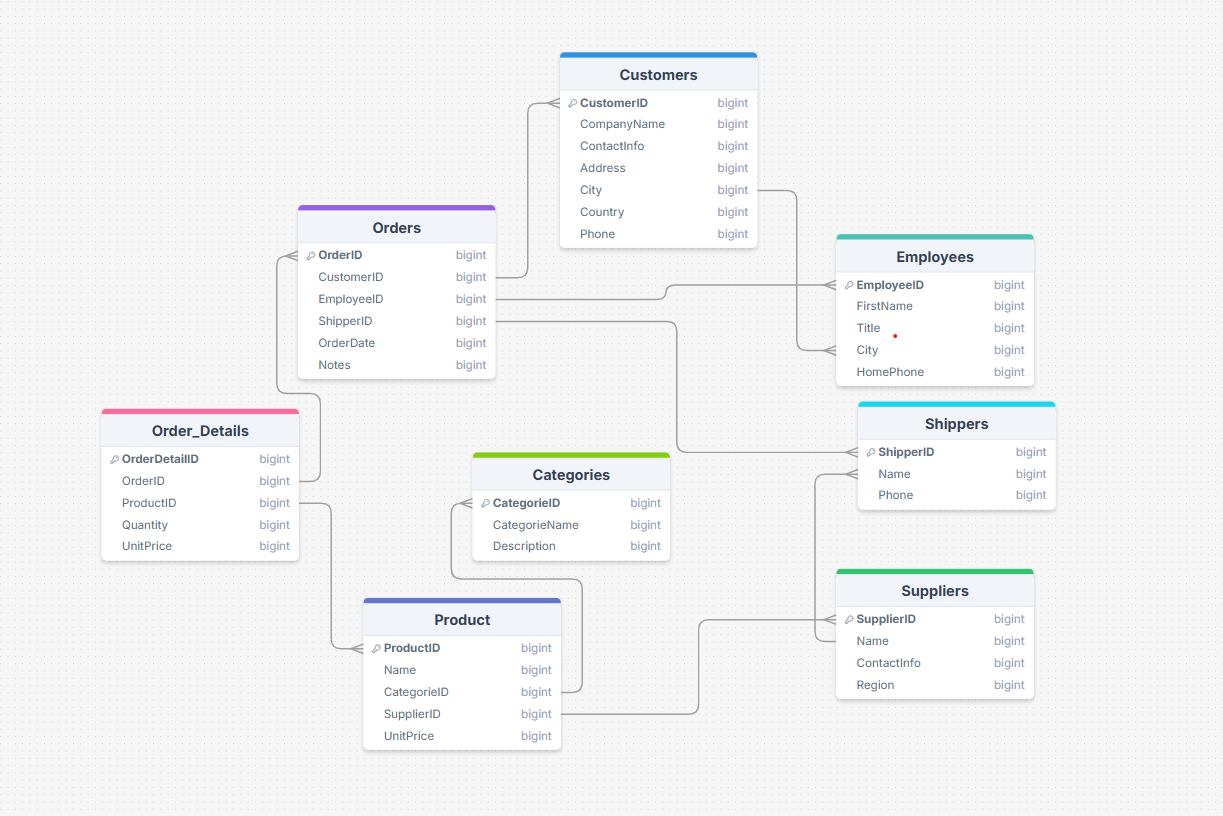 Customers
CustomerID bigint
CompanyName bigint
ContactInfo bigint
Address bigint
City bigint
Country bigint
Phone bigint
Orders
OrderID bigint
CustomerID bigint
EmployeeID bigint
ShipperID bigint
OrderDate bigint
Notes bigint
Employees
EmployeeID bigint
FirstName bigint
Title bigint
City bigint
HomePhone bigint
Order_Details
OrderDetailID bigint
OrderID bigint
ProductID bigint
Quantity bigint
UnitPrice bigint
Categories
CategorieID bigint
CategorieName bigint
Description bigint
Shippers
ShipperID bigint
Name bigint
Phone bigint
Product
ProductID bigint
Name bigint
CategorieID bigint
SupplierID bigint
UnitPrice bigint
Suppliers
SupplierID bigint
Name bigint
ContactInfo bigint
Region bigint